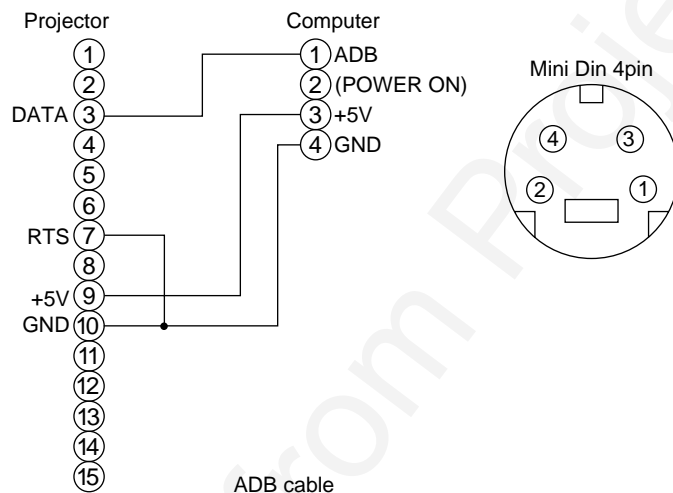 Projector
Computer
1
2
DATA 3
4
5
6
RTS 7
8
+5V 9
GND 10
11
12
13
14
15
1 ADB
2 (POWER ON)
3 +5V
4 GND
Mini Din 4pin
4 3
2 1
ADB cable
from Proje